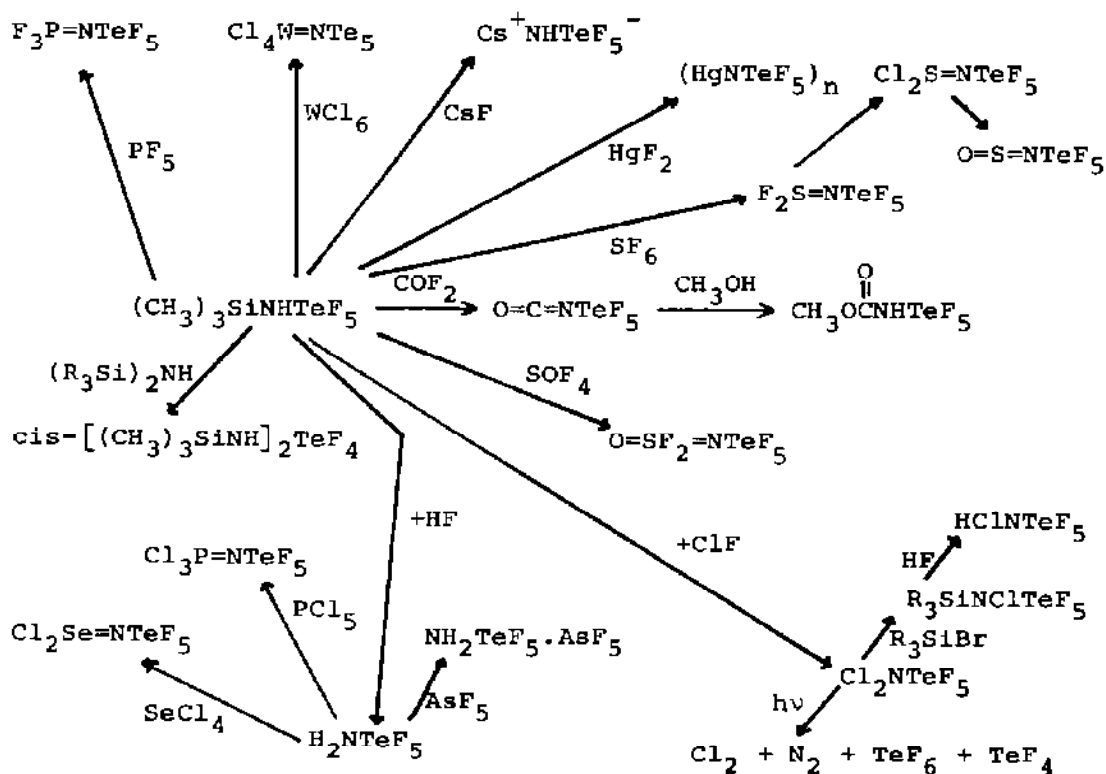 F₃P=NTeF₅
Cl₄W=NTe₅
Cs⁺NHTeF₅⁻
(HgNTeF₅)ₙ
Cl₂S=NTeF₅
O=S=NTeF₅
PF₅
WCl₆
CsF
HgF₂
F₂S=NTeF₅
SF₆
(CH₃)₃SiNHTeF₅
COF₂
O=C=NTeF₅
CH₃OH
O
CH₃OCNHTeF₅
(R₃Si)₂NH
SOF₄
cis-[(CH₃)₃SiNH]₂TeF₄
O=SF₂=NTeF₅
+HF
+ClF
HClNTeF₅
HF
Cl₃P=NTeF₅
R₃SiNClTeF₅
PCl₅
R₃SiBr
Cl₂Se=NTeF₅
NH₂TeF₅.AsF₅
Cl₂NTeF₅
SeCl₄
AsF₅
hν
H₂NTeF₅
Cl₂ + N₂ + TeF₆ + TeF₄